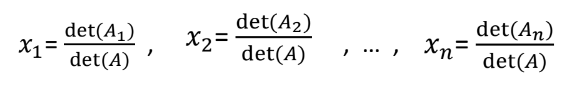 x₁= det(A₁)/det(A) , x₂= det(A₂)/det(A) , ... , xₙ= det(Aₙ)/det(A)